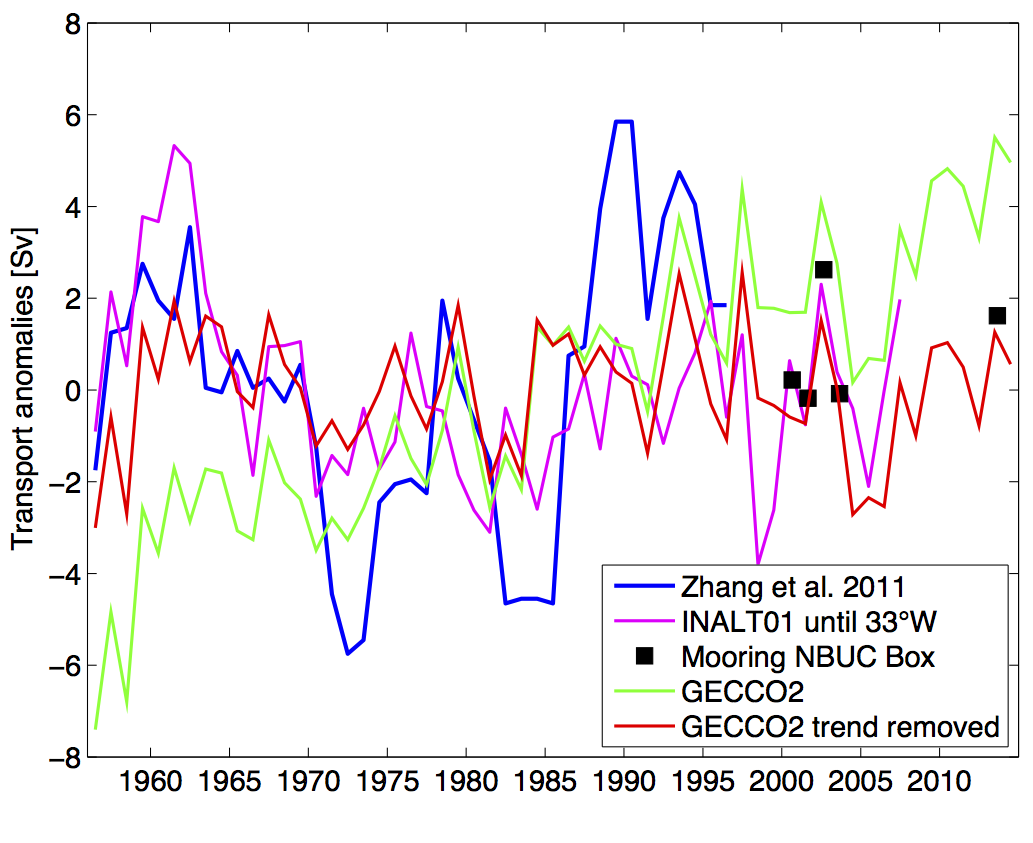 8
6
4
2
0
−2
−4
−6
−8
Transport anomalies [Sv]
1960 1965 1970 1975 1980 1985 1990 1995 2000 2005 2010
Zhang et al. 2011
INALT01 until 33°W
Mooring NBUC Box
GECCO2
GECCO2 trend removed